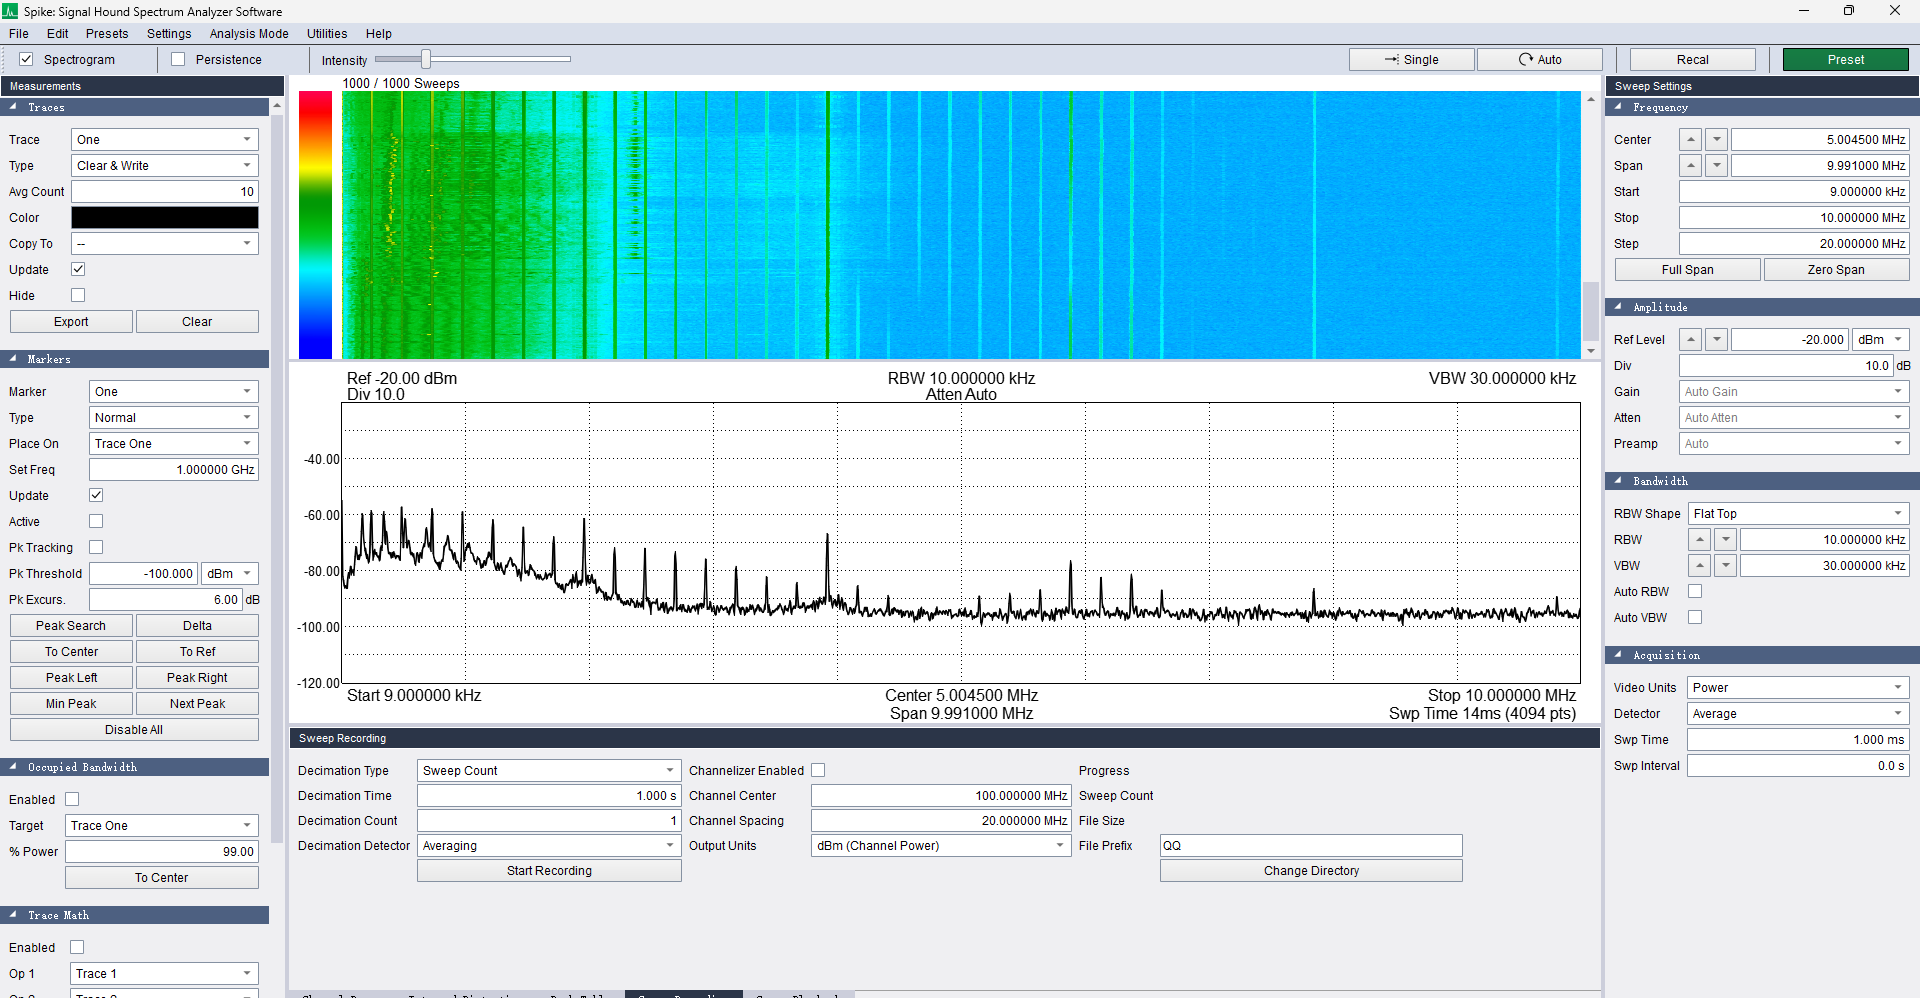 Spike: Signal Hound Spectrum Analyzer Software
File Edit Presets Settings Analysis Mode Utilities Help
Spectrogram Persistence Intensity Single Auto Recal Preset
Measurements
Traces
Trace One
Type Clear & Write
Avg Count 10
Color
Copy To --
Update
Hide
Export Clear
Markers
Marker One
Type Normal
Place On Trace One
Set Freq 1.000000 GHz
Update
Active
Pk Tracking
Pk Threshold -100.000 dBm
Pk Excurs. 6.00 dB
Peak Search Delta
To Center To Ref
Peak Left Peak Right
Min Peak Next Peak
Disable All
Occupied Bandwidth
Enabled
Target Trace One
% Power 99.00
To Center
Trace Math
Enabled
Op 1 Trace 1
1000 / 1000 Sweeps
Ref -20.00 dBm RBW 10.000000 kHz VBW 30.000000 kHz
Div 10.0 Atten Auto
-40.00
-60.00
-80.00
-100.00
-120.00
Start 9.000000 kHz Center 5.004500 MHz Stop 10.000000 MHz
Span 9.991000 MHz Swp Time 14ms (4094 pts)
Sweep Recording
Decimation Type Sweep Count Channelizer Enabled Progress
Decimation Time 1.000 s Channel Center 100.000000 MHz Sweep Count
Decimation Count 1 Channel Spacing 20.000000 MHz File Size
Decimation Detector Averaging Output Units dBm (Channel Power) File Prefix QQ
Start Recording Change Directory
Sweep Settings
Frequency
Center 5.004500 MHz
Span 9.991000 MHz
Start 9.000000 kHz
Stop 10.000000 MHz
Step 20.000000 MHz
Full Span Zero Span
Amplitude
Ref Level -20.000 dBm
Div 10.0 dB
Gain Auto Gain
Atten Auto Atten
Preamp Auto
Bandwidth
RBW Shape Flat Top
RBW 10.000000 kHz
VBW 30.000000 kHz
Auto RBW
Auto VBW
Acquisition
Video Units Power
Detector Average
Swp Time 1.000 ms
Swp Interval 0.0 s